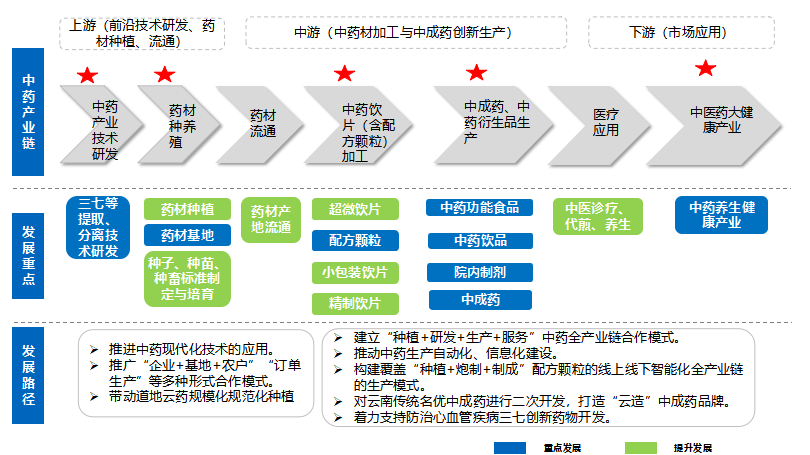 上游（前沿技术研发、药
材种植、流通）
中游（中药材加工与中成药创新生产）
下游（市场应用）
中药产业链
中药
产业
技术
研发
药材
种养
殖
药材
流通
中药饮
片（含配
方颗粒）
加工
中成药、中
药衍生品生
产
医疗
应用
中医药大健
康产业
发展重点
三七等
提取、
分离技
术研发
药材种植
药材基地
种子、种苗、
种畜标准制
定与培育
药材产
地流通
超微饮片
配方颗粒
小包装饮片
精制饮片
中药功能食品
中药饮品
院内制剂
中成药
中医诊疗、
代煎、养生
中药养生健
康产业
发展路径
➢ 推进中药现代化技术的应用。
➢ 推广“企业+基地+农户”“订单
生产”等多种形式合作模式。
➢ 带动道地云药规模化规范化种植
➢ 建立“种植+研发+生产+服务”中药全产业链合作模式。
➢ 推动中药生产自动化、信息化建设。
➢ 构建覆盖“种植+炮制+制成”配方颗粒的线上线下智能化全产业链
的生产模式。
➢ 对云南传统名优中成药进行二次开发，打造“云造”中成药品牌。
➢ 着力支持防治心血管疾病三七创新药物开发。
重点发展
提升发展